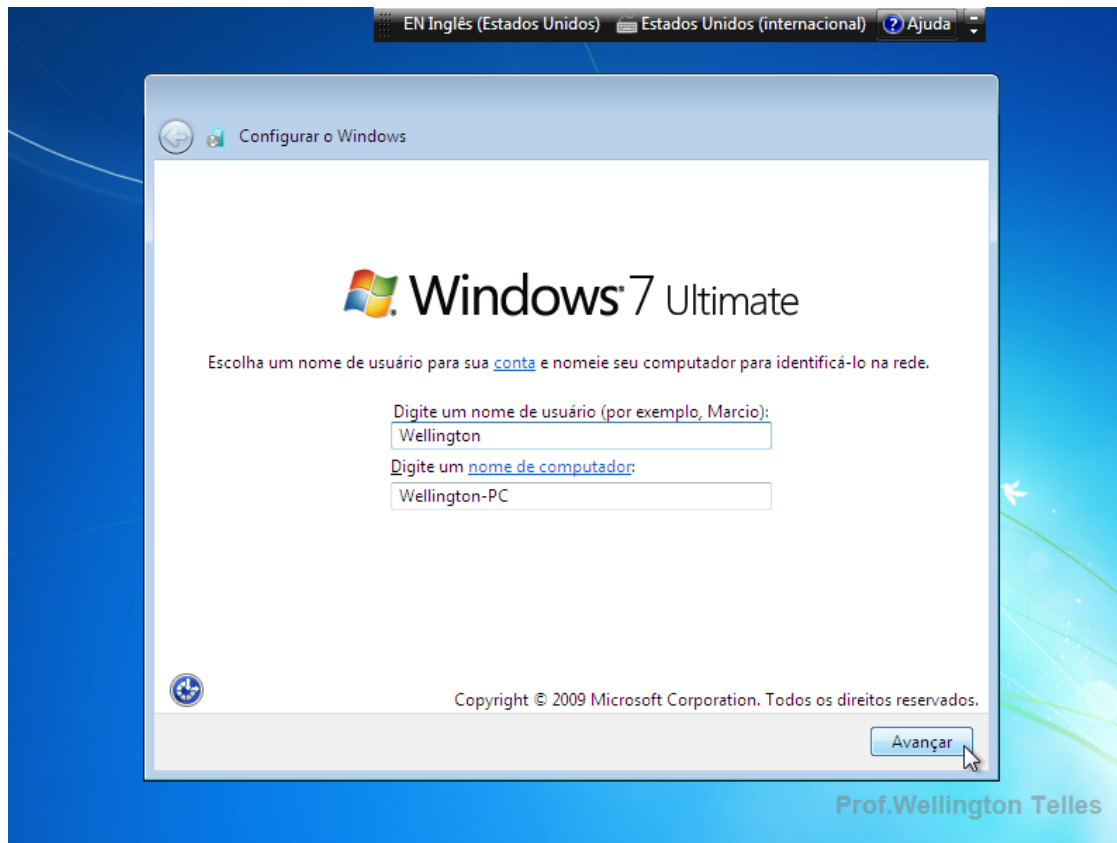 EN Inglês (Estados Unidos) Estados Unidos (internacional) ? Ajuda
Configurar o Windows
Windows 7 Ultimate
Escolha um nome de usuário para sua conta e nomeie seu computador para identificá-lo na rede.
Digite um nome de usuário (por exemplo, Marcio):
Wellington
Digite um nome de computador:
Wellington-PC
Copyright © 2009 Microsoft Corporation. Todos os direitos reservados.
Avançar
Prof.Wellington Telles